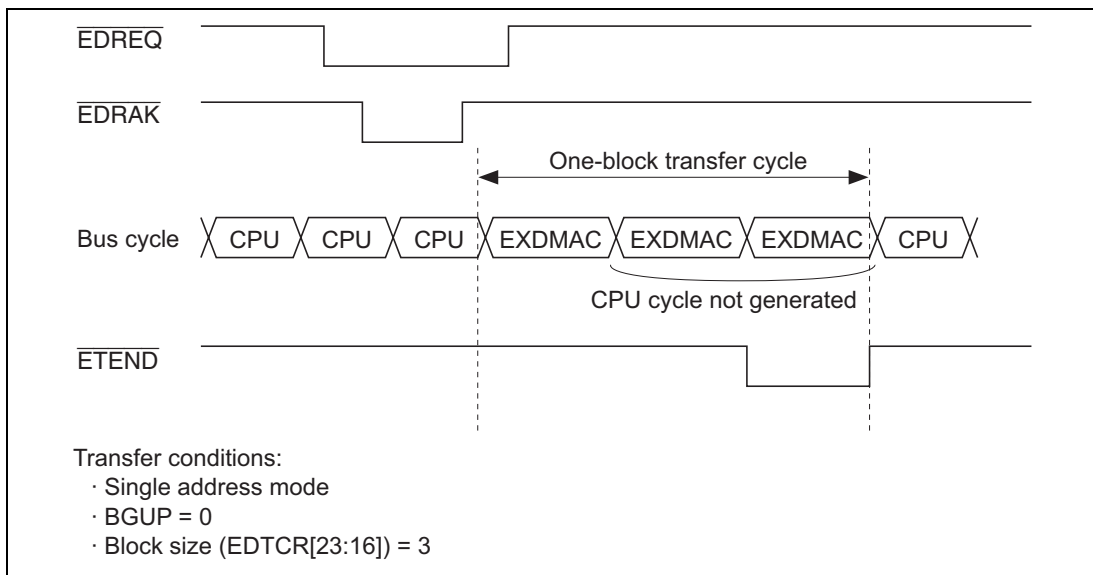 EDREQ
EDRAK
One-block transfer cycle
Bus cycle CPU CPU CPU EXDMAC EXDMAC EXDMAC CPU
CPU cycle not generated
ETEND
Transfer conditions:
· Single address mode
· BGUP = 0
· Block size (EDTCR[23:16]) = 3